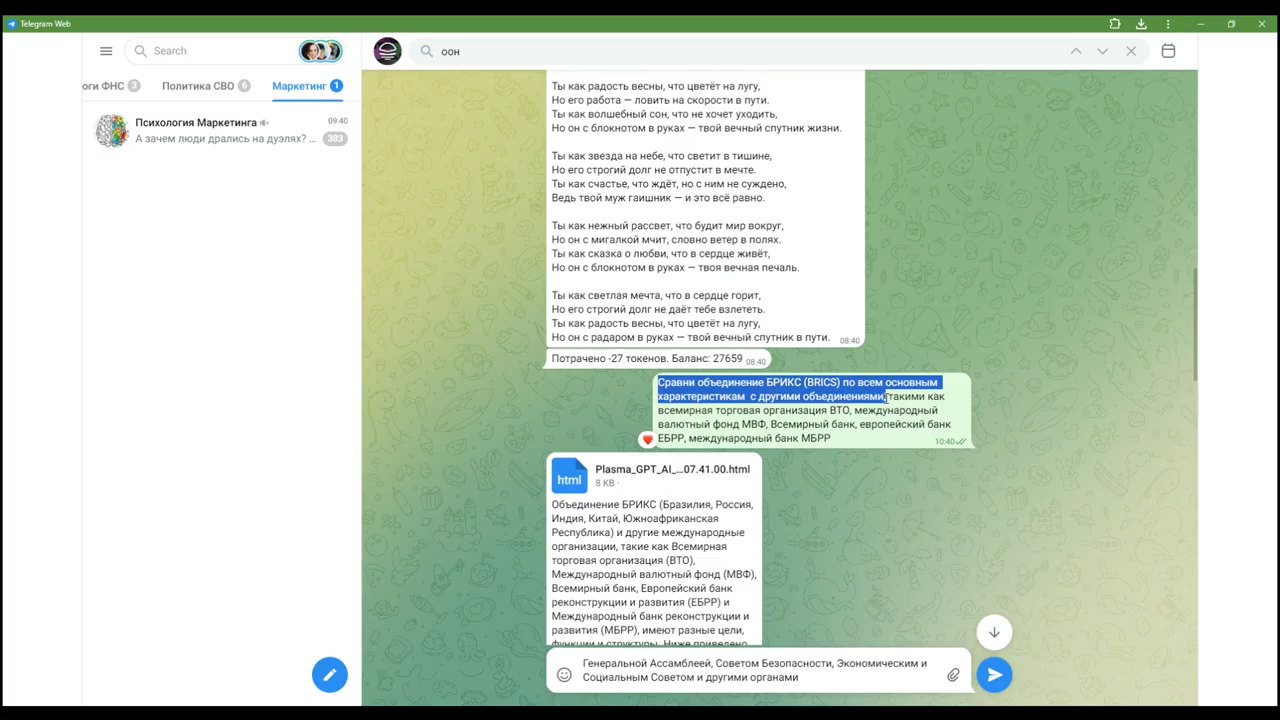 Telegram Web
Search
оон
оги ФНС 3
Политика СВО 6
Маркетинг 1
Психология Маркетинга
09:40
А зачем люди дрались на дуэлях? ...
383
Ты как радость весны, что цветёт на лугу,
Но его работа — ловить на скорости в пути.
Ты как волшебный сон, что не хочет уходить,
Но он с блокнотом в руках — твой вечный спутник жизни.
Ты как звезда на небе, что светит в тишине,
Но его строгий долг не отпустит в мечте.
Ты как счастье, что ждёт, но с ним не суждено,
Ведь твой муж гаишник — и это всё равно.
Ты как нежный рассвет, что будит мир вокруг,
Но он с мигалкой мчит, словно ветер в полях.
Ты как сказка о любви, что в сердце живёт,
Но он с блокнотом в руках — твоя вечная печаль.
Ты как светлая мечта, что в сердце горит,
Но его строгий долг не даёт тебе взлететь.
Ты как радость весны, что цветёт на лугу,
Но он с радаром в руках — твой вечный спутник в пути.
08:40
Потрачено -27 токенов. Баланс: 27659
08:40
Сравни объединение БРИКС (BRICS) по всем основным
характеристикам с другими объединениями, такими как
всемирная торговая организация ВТО, международный
валютный фонд МВФ, Всемирный банк, европейский банк
ЕБРР, международный банк МБРР
10:40
html
Plasma_GPT_AI_...07.41.00.html
8 KB ·
Объединение БРИКС (Бразилия, Россия,
Индия, Китай, Южноафриканская
Республика) и другие международные
организации, такие как Всемирная
торговая организация (ВТО),
Международный валютный фонд (МВФ),
Всемирный банк, Европейский банк
реконструкции и развития (ЕБРР) и
Международный банк реконструкции и
развития (МБРР), имеют разные цели,
функции и структуры. Ниже приведено
Генеральной Ассамблеей, Советом Безопасности, Экономическим и
Социальным Советом и другими органами